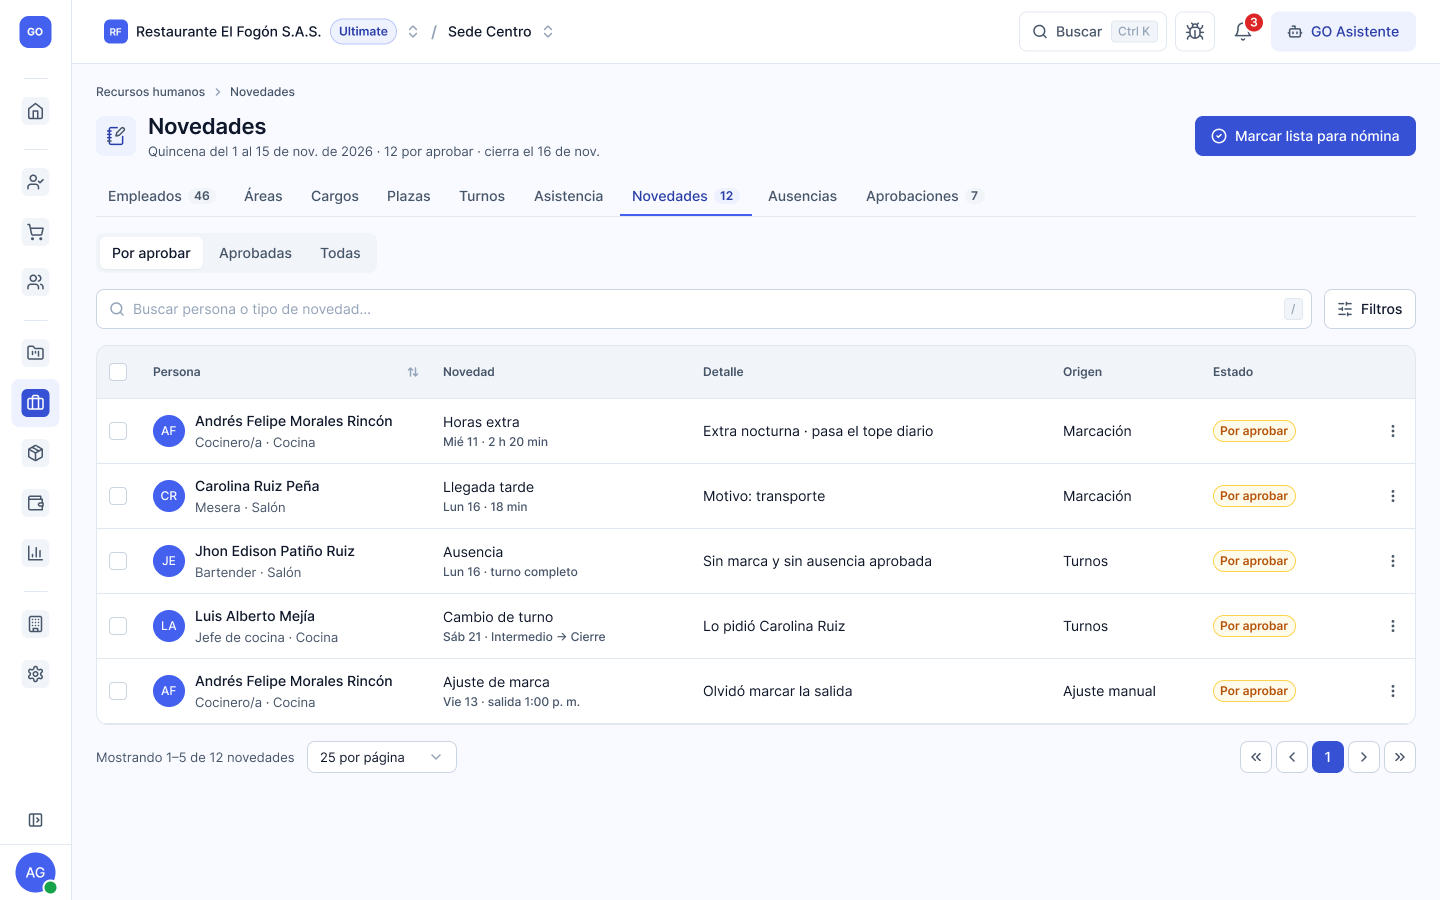 GO
RF Restaurante El Fogón S.A.S. Ultimate / Sede Centro
Buscar Ctrl K
3
GO Asistente
Recursos humanos > Novedades
Novedades
Quincena del 1 al 15 de nov. de 2026 · 12 por aprobar · cierra el 16 de nov.
Marcar lista para nómina
Empleados 46 Áreas Cargos Plazas Turnos Asistencia Novedades 12 Ausencias Aprobaciones 7
Por aprobar Aprobadas Todas
Buscar persona o tipo de novedad... /
Filtros
Persona Novedad Detalle Origen Estado
AF Andrés Felipe Morales Rincón
Cocinero/a · Cocina
Horas extra
Mié 11 · 2 h 20 min
Extra nocturna · pasa el tope diario
Marcación
Por aprobar
CR Carolina Ruiz Peña
Mesera · Salón
Llegada tarde
Lun 16 · 18 min
Motivo: transporte
Marcación
Por aprobar
JE Jhon Edison Patiño Ruiz
Bartender · Salón
Ausencia
Lun 16 · turno completo
Sin marca y sin ausencia aprobada
Turnos
Por aprobar
LA Luis Alberto Mejía
Jefe de cocina · Cocina
Cambio de turno
Sáb 21 · Intermedio → Cierre
Lo pidió Carolina Ruiz
Turnos
Por aprobar
AF Andrés Felipe Morales Rincón
Cocinero/a · Cocina
Ajuste de marca
Vie 13 · salida 1:00 p. m.
Olvidó marcar la salida
Ajuste manual
Por aprobar
Mostrando 1–5 de 12 novedades
25 por página
« ‹ 1 › »
AG